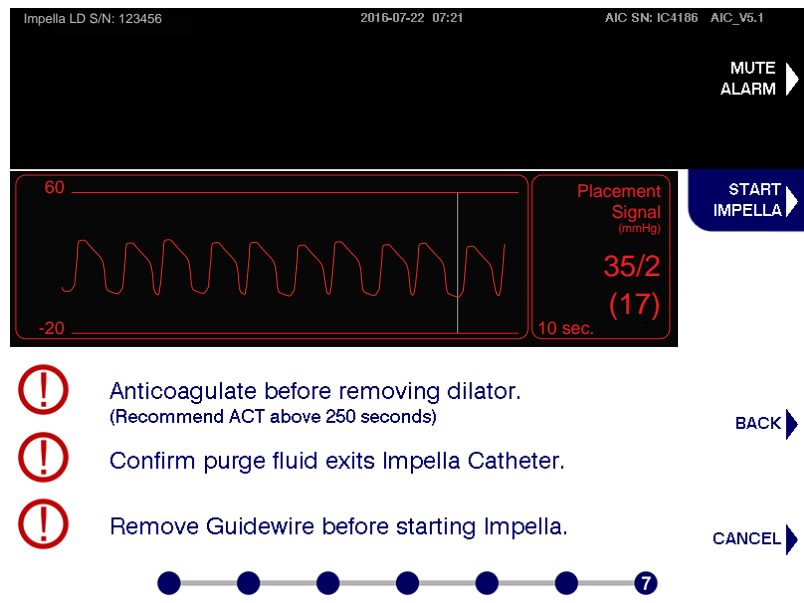 Impella LD S/N: 123456
2016-07-22 07:21
AIC SN: IC4186 AIC_V5.1
MUTE
ALARM
60
-20
Placement
Signal
(mmHg)
35/2
(17)
10 sec.
START
IMPELLA
Anticoagulate before removing dilator.
(Recommend ACT above 250 seconds)
BACK
Confirm purge fluid exits Impella Catheter.
Remove Guidewire before starting Impella.
CANCEL
7